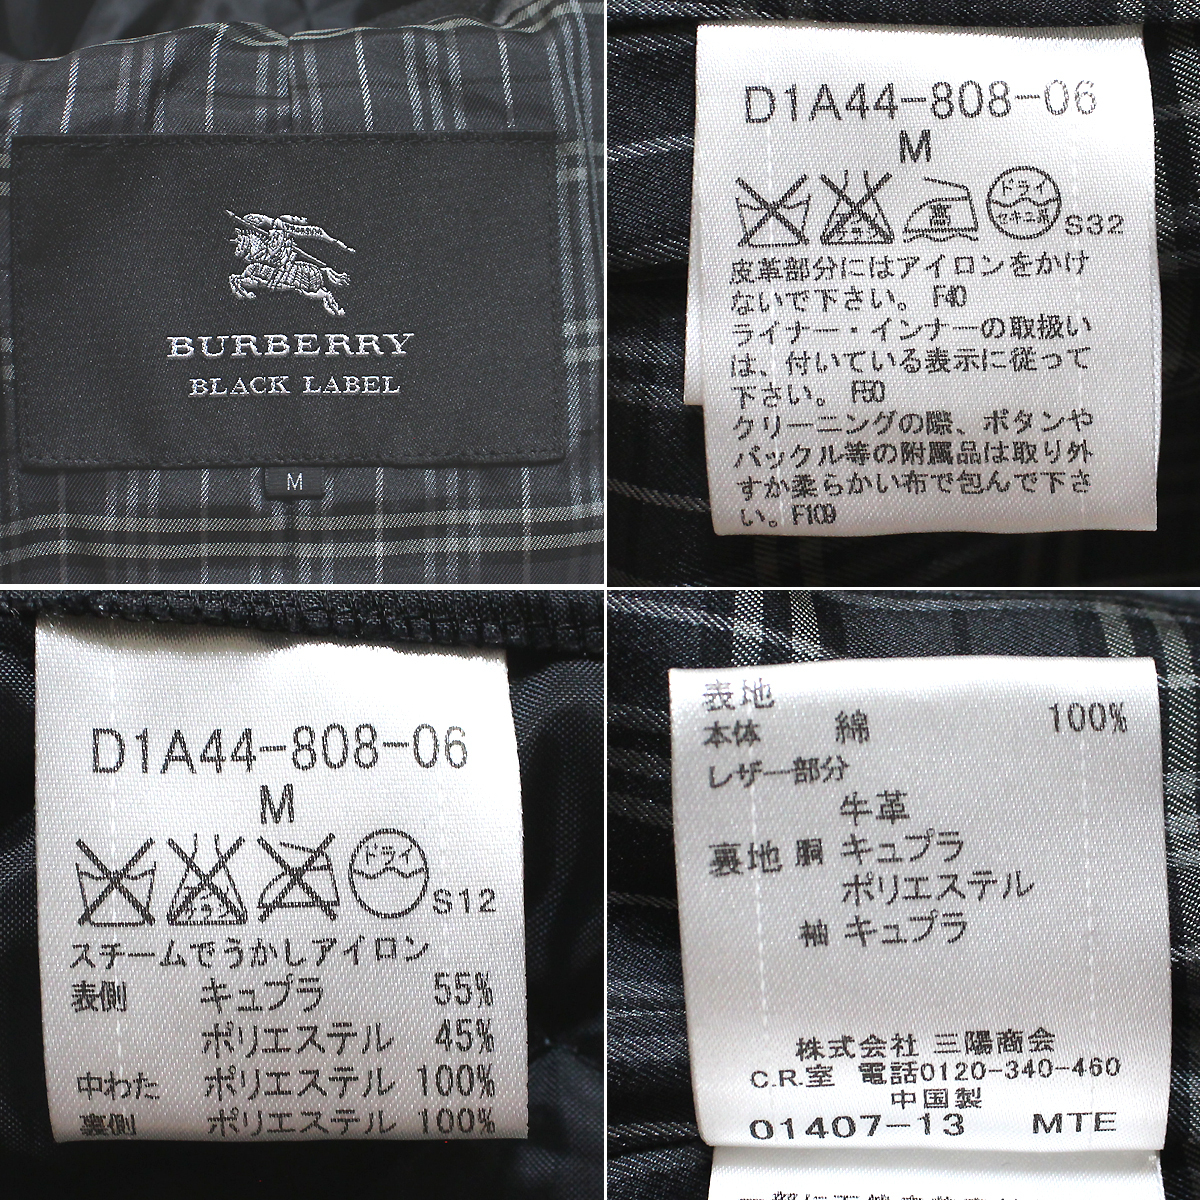 BURBERRY
BLACK LABEL
M
D1A44-808-06
M
ドライ
高
セキユ系
S32
皮革部分にはアイロンをかけ
ないで下さい。 F40
ライナー・インナーの取扱い
は、付いている表示に従って
下さい。 F50
クリーニングの際、ボタンや
バックル等の附属品は取り外
すか柔らかい布で包んで下さ
い。F109
D1A44-808-06
M
ドライ
S12
スチームでうかしアイロン
表側 キュプラ 55%
ポリエステル 45%
中わた ポリエステル 100%
裏側 ポリエステル 100%
表地
本体 綿 100%
レザー部分
牛革
裏地 胴 キュプラ
ポリエステル
袖 キュプラ
株式会社 三陽商会
C.R.室 電話0120-340-460
中国製
01407-13 MTE